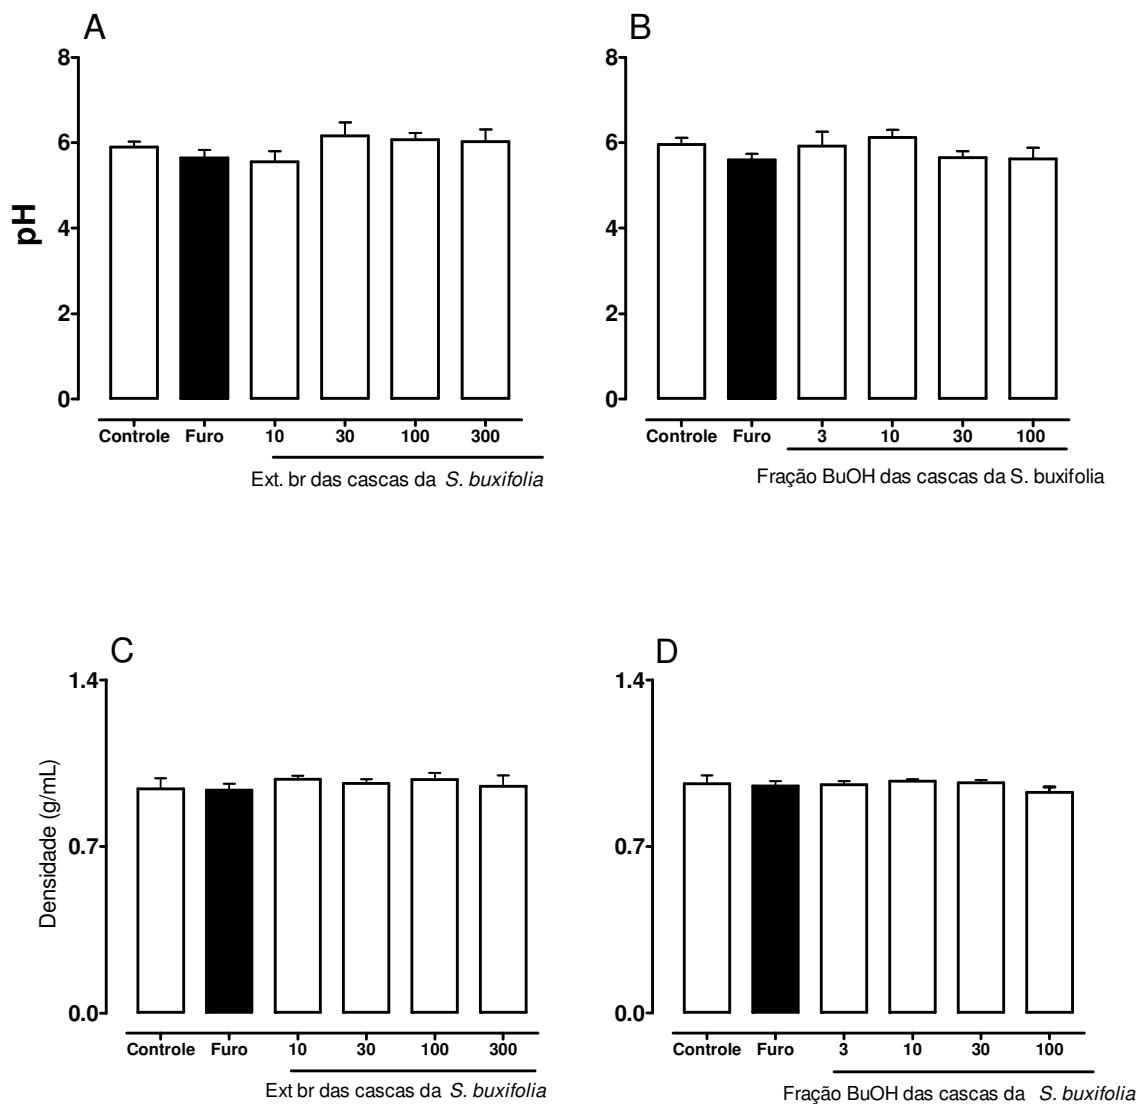 A
8
6
4
2
0
pH
Controle Furo 10 30 100 300
Ext. br das cascas da S. buxifolia
B
8
6
4
2
0
Controle Furo 3 10 30 100
Fração BuOH das cascas da S. buxifolia
C
1.4
0.7
0.0
Densidade (g/mL)
Controle Furo 10 30 100 300
Ext br das cascas da S. buxifolia
D
1.4
0.7
0.0
Controle Furo 3 10 30 100
Fração BuOH das cascas da S. buxifolia